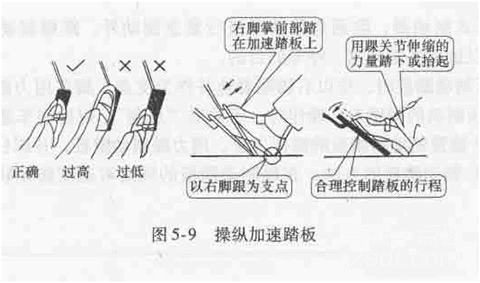 右脚掌前部踏
在加速踏板上
用踝关节伸缩的
力量踏下或抬起
正确 过高 过低
以右脚跟为支点
合理控制踏板的行程
图5-9 操纵加速踏板